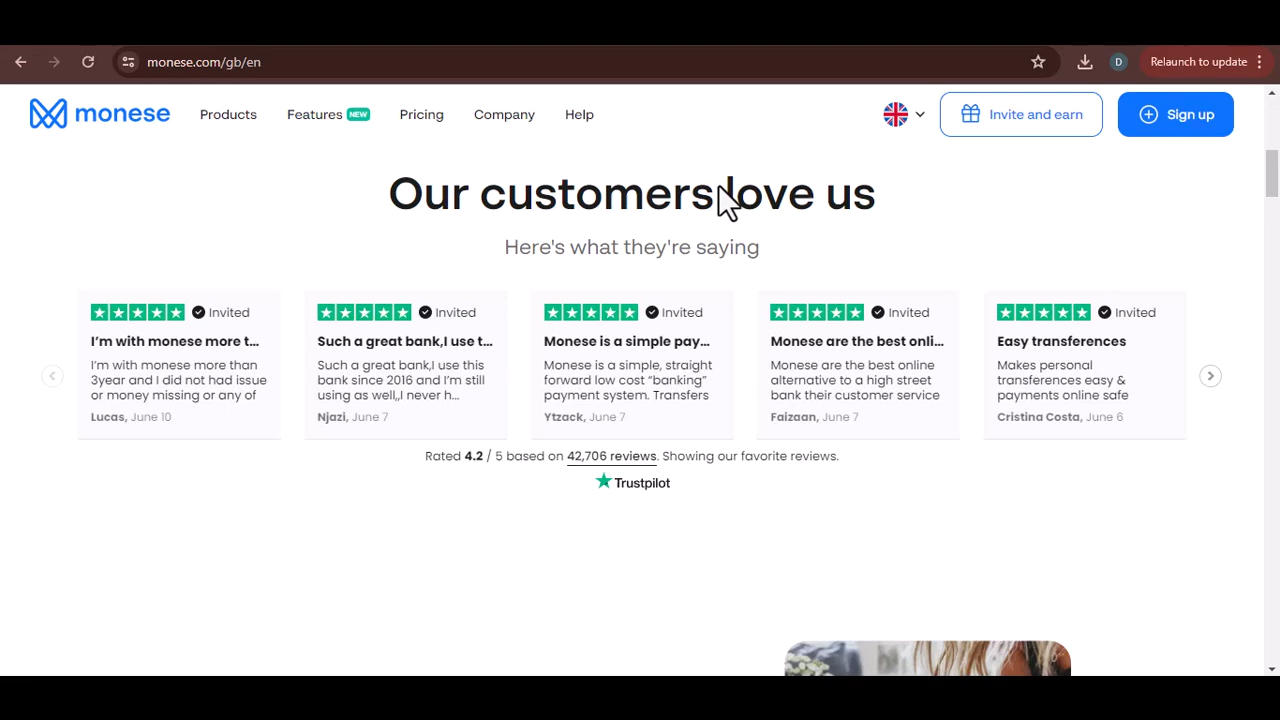 monese.com/gb/en
D
Relaunch to update
monese
Products
Features NEW
Pricing
Company
Help
Invite and earn
Sign up
Our customers love us
Here's what they're saying
Invited
I'm with monese more t...
I'm with monese more than
3year and I did not had issue
or money missing or any of
Lucas, June 10
Invited
Such a great bank,I use t...
Such a great bank,I use this
bank since 2016 and I'm still
using as well,,I never h...
Njazi, June 7
Invited
Monese is a simple pay...
Monese is a simple, straight
forward low cost “banking”
payment system. Transfers
Ytzack, June 7
Invited
Monese are the best onli...
Monese are the best online
alternative to a high street
bank their customer service
Faizaan, June 7
Invited
Easy transferences
Makes personal
transferences easy &
payments online safe
Cristina Costa, June 6
Rated 4.2 / 5 based on 42,706 reviews. Showing our favorite reviews.
Trustpilot